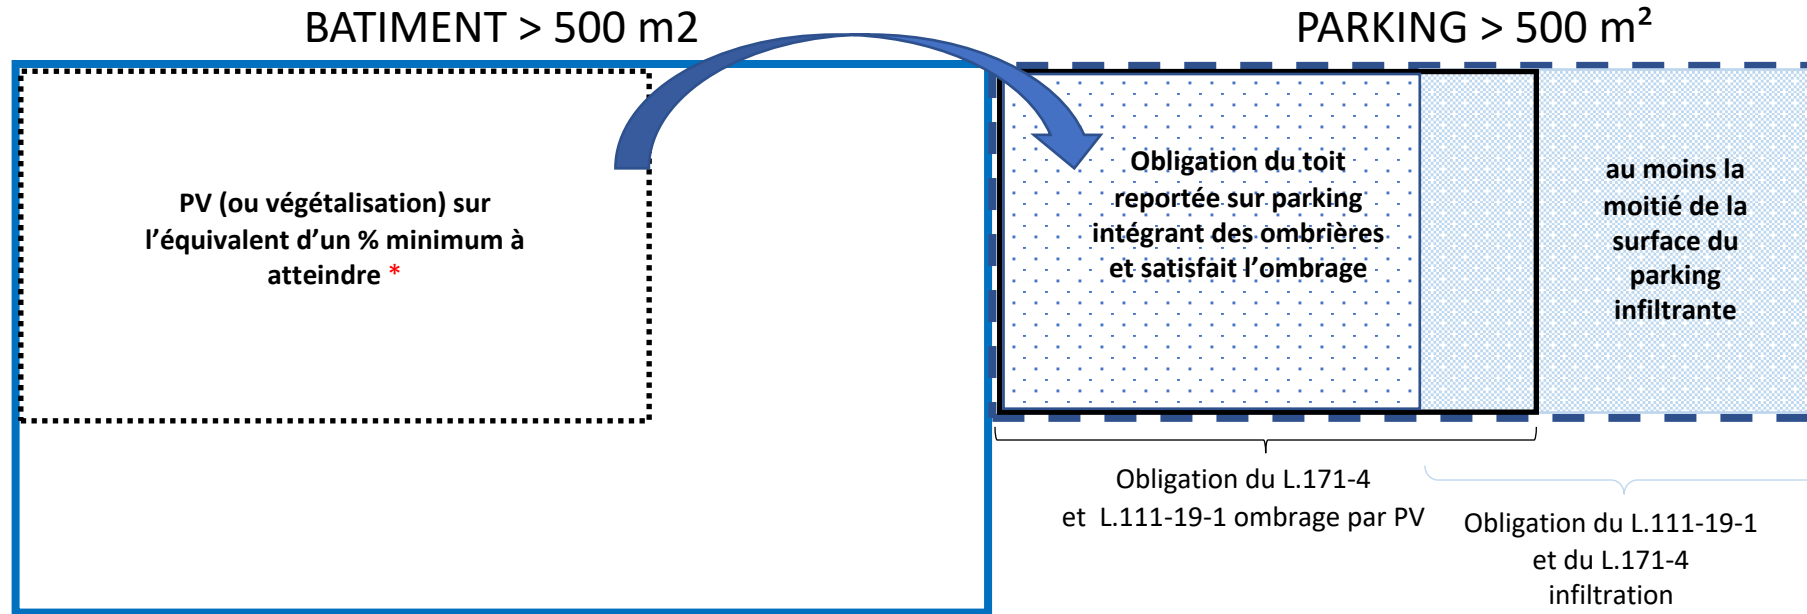 BATIMENT > 500 m2
PARKING > 500 m²
PV (ou végétalisation) sur
l’équivalent d’un % minimum à
atteindre *
Obligation du toit
reportée sur parking
intégrant des ombrières
et satisfait l’ombrage
au moins la
moitié de la
surface du
parking
infiltrante
Obligation du L.171-4
et L.111-19-1 ombrage par PV
Obligation du L.111-19-1
et du L.171-4
infiltration